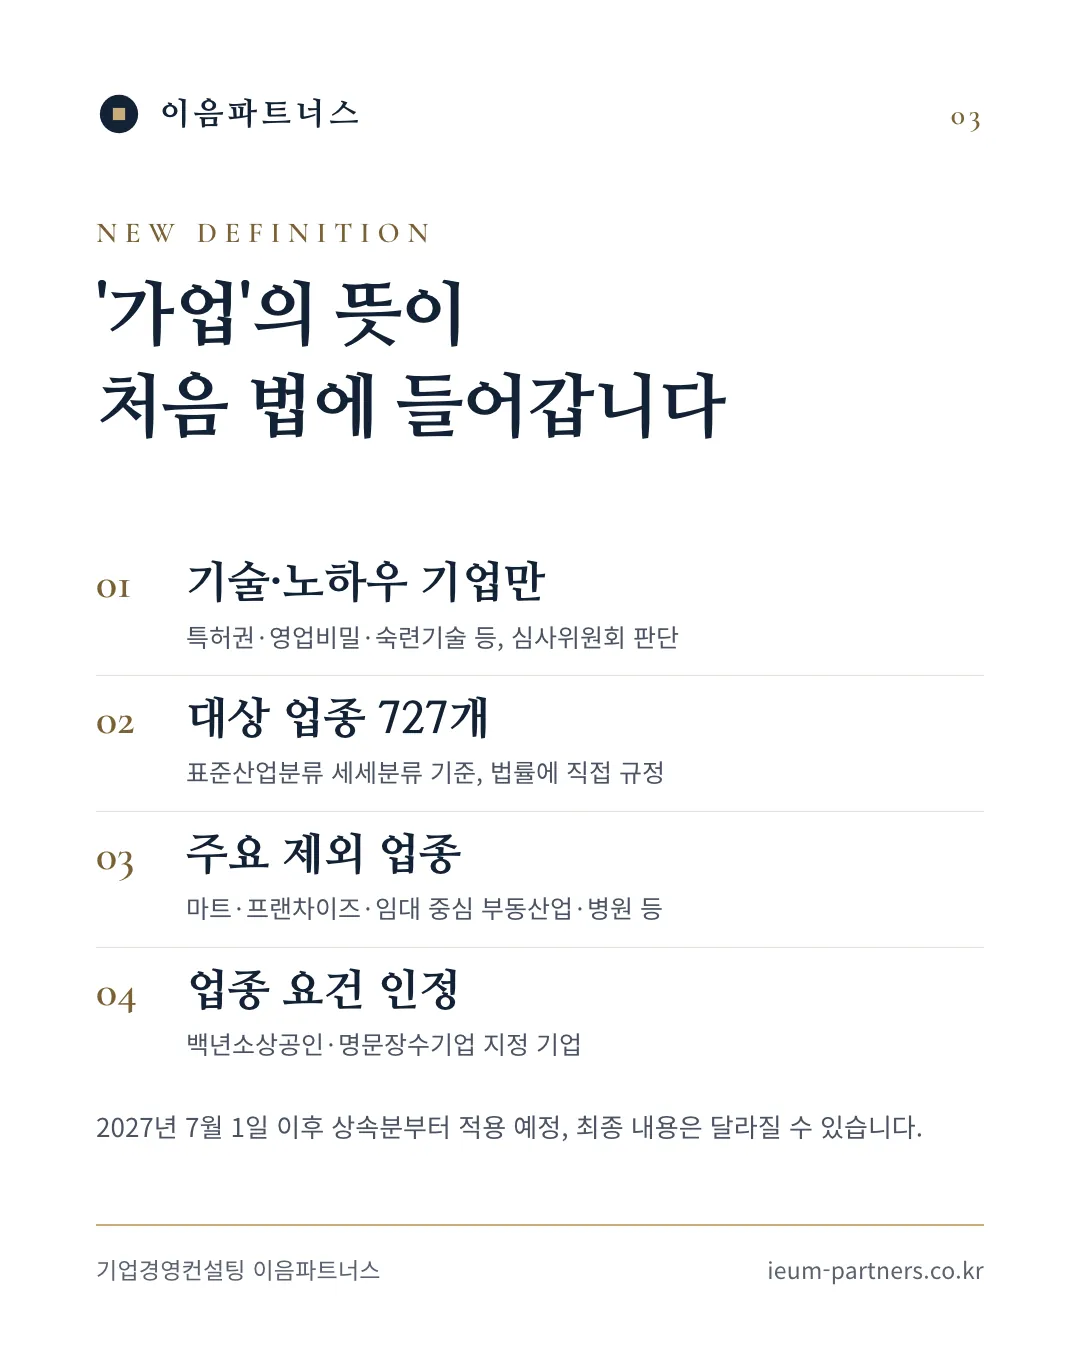 이음파트너스
03
NEW DEFINITION
'가업'의 뜻이
처음 법에 들어갑니다
01 기술·노하우 기업만
특허권·영업비밀·숙련기술 등, 심사위원회 판단
02 대상 업종 727개
표준산업분류 세세분류 기준, 법률에 직접 규정
03 주요 제외 업종
마트·프랜차이즈·임대 중심 부동산업·병원 등
04 업종 요건 인정
백년소상공인·명문장수기업 지정 기업
2027년 7월 1일 이후 상속분부터 적용 예정, 최종 내용은 달라질 수 있습니다.
기업경영컨설팅 이음파트너스
ieum-partners.co.kr